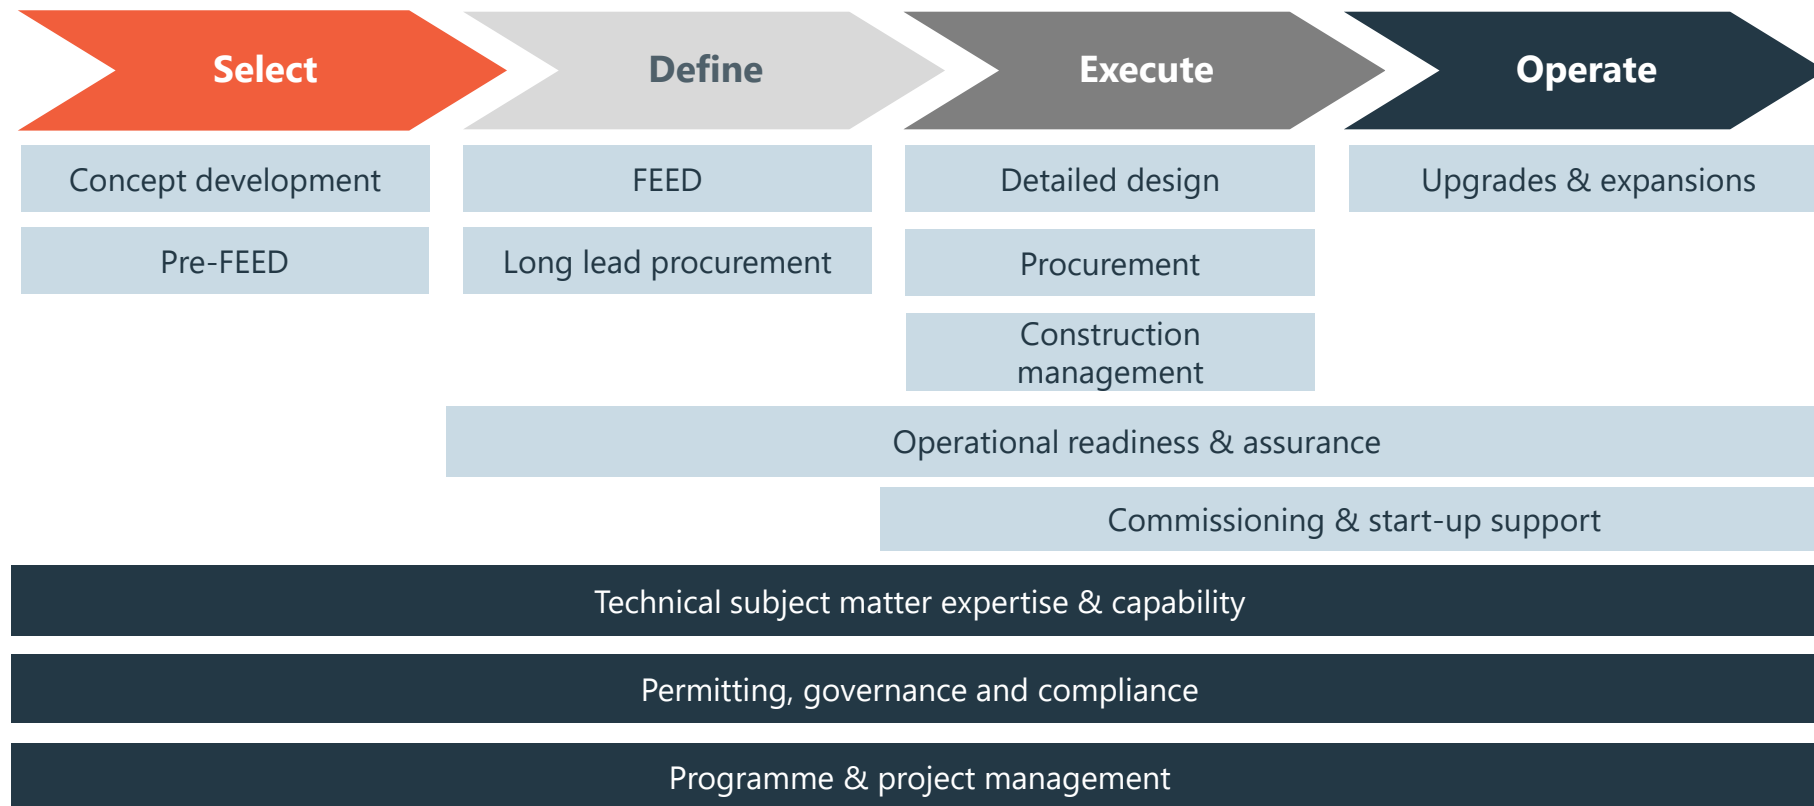 Select
Define
Execute
Operate
Concept development
FEED
Detailed design
Upgrades & expansions
Pre-FEED
Long lead procurement
Procurement
Construction
management
Operational readiness & assurance
Commissioning & start-up support
Technical subject matter expertise & capability
Permitting, governance and compliance
Programme & project management